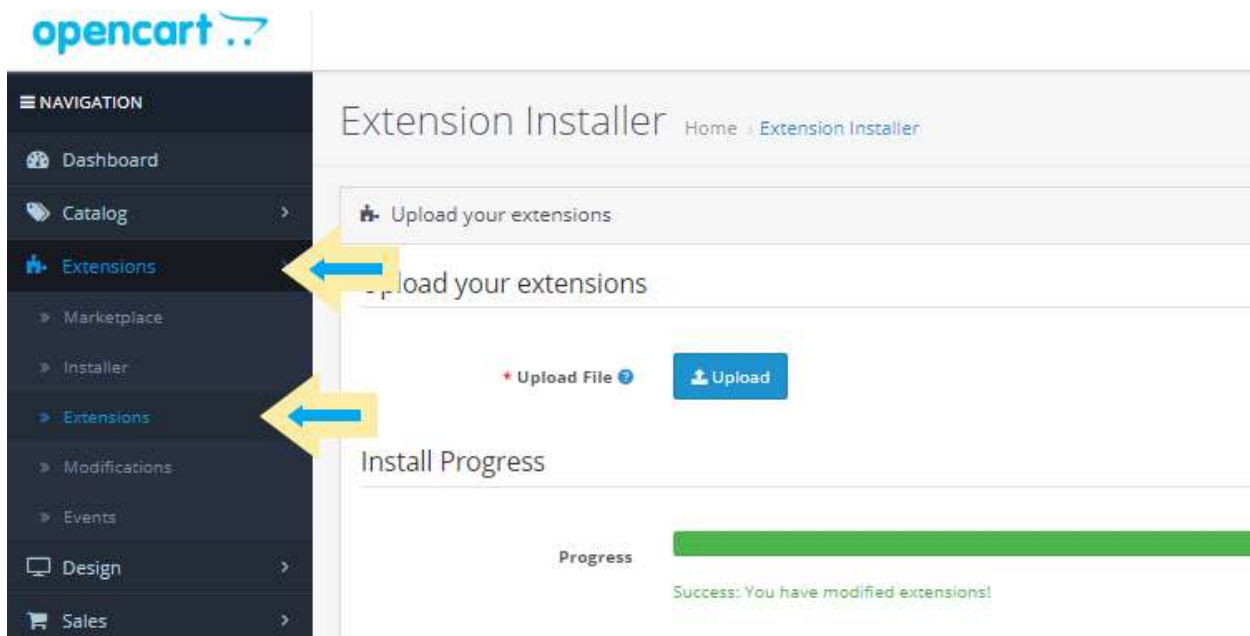 opencart
NAVIGATION
Dashboard
Catalog
Extensions
Marketplace
Installer
Extensions
Modifications
Events
Design
Sales
Extension Installer Home › Extension Installer
Upload your extensions
Upload your extensions
* Upload File Upload
Install Progress
Progress
Success: You have modified extensions!